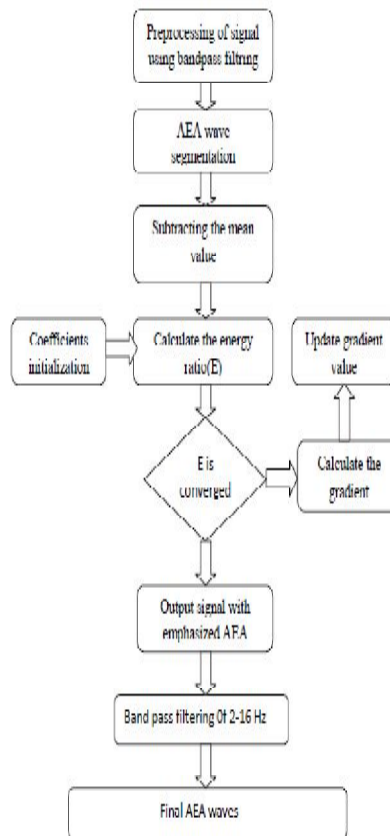 Preprocessing of signal
using bandpass filtring
AEA wave
segmentation
Subtracting the mean
value
Coefficients
initialization
Calculate the energy
ratio(E)
Update gradient
value
E is
converged
Calculate the
gradient
Output signal with
emphasized AEA
Band pass filtering 0f 2-16 Hz
Final AEA waves